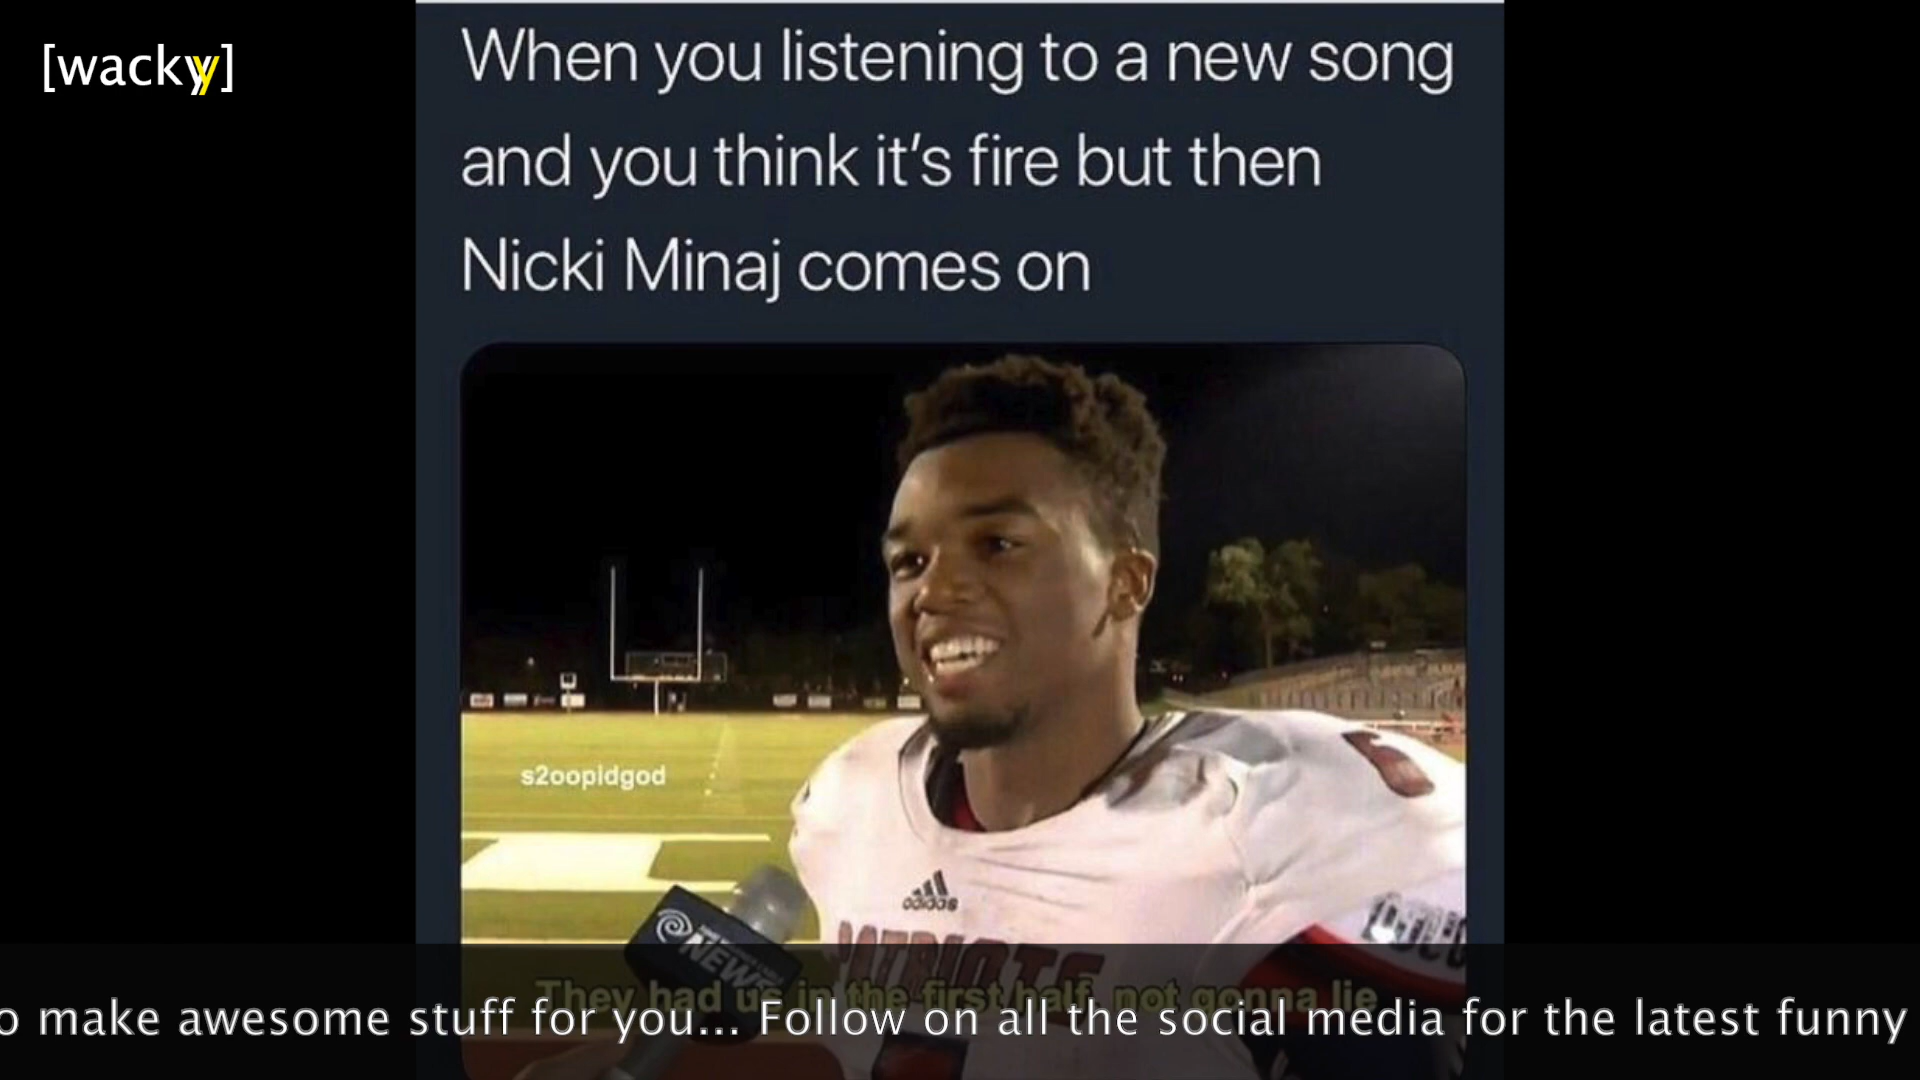 [wackyy]
When you listening to a new song
and you think it's fire but then
Nicki Minaj comes on
s2oopidgod
adidas
NEWS
PATRIOTS
They had us in the first half, not gonna lie
o make awesome stuff for you... Follow on all the social media for the latest funny